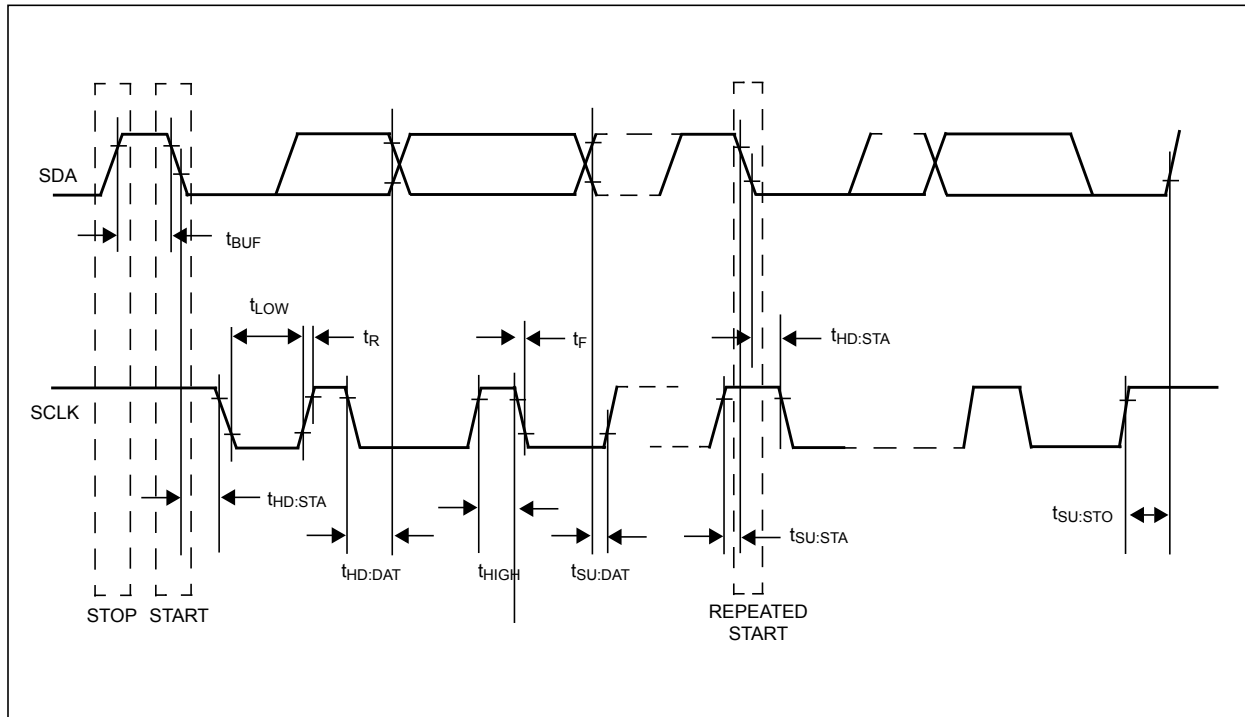 SDA
tBUF
tLOW
tR
tF
tHD:STA
SCLK
tHD:STA
tHD:DAT
tHIGH
tSU:DAT
tSU:STA
tSU:STO
STOP
START
REPEATED
START